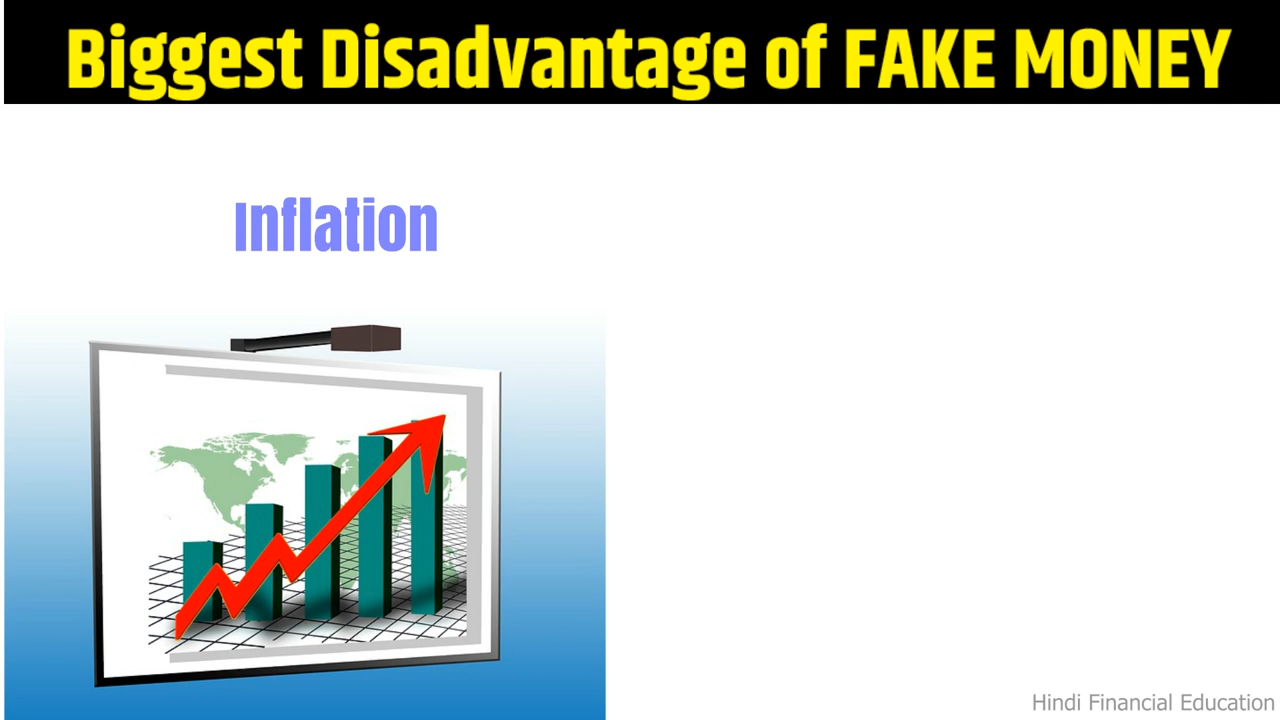 Biggest Disadvantage of FAKE MONEY
Inflation
Hindi Financial Education